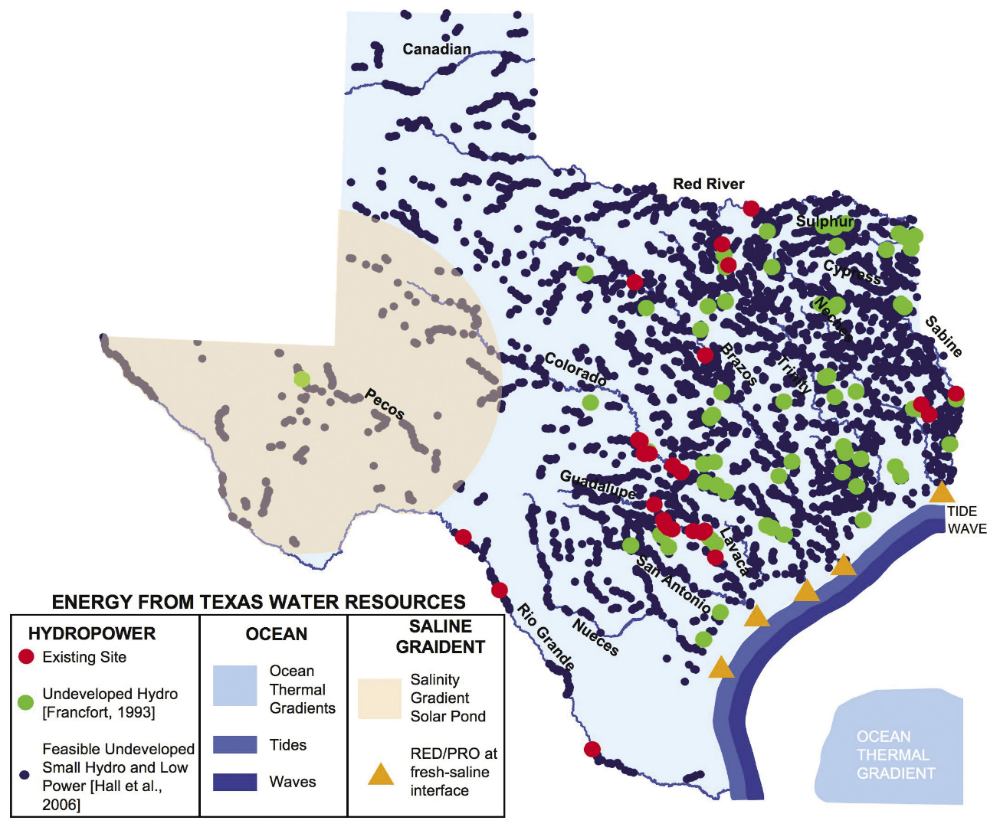 Canadian
Red River
Sulphur
Cypress
Neches
Sabine
Colorado
Brazos
Trinity
Pecos
Guadalupe
Lavaca
San Antonio
TIDE
WAVE
Rio Grande
Nueces
ENERGY FROM TEXAS WATER RESOURCES
HYDROPOWER
Existing Site
Undeveloped Hydro
[Francfort, 1993]
Feasible Undeveloped
Small Hydro and Low
Power [Hall et al.,
2006]
OCEAN
Ocean
Thermal
Gradients
Tides
Waves
SALINE
GRAIDENT
Salinity
Gradient
Solar Pond
RED/PRO at
fresh-saline
interface
OCEAN
THERMAL
GRADIENT